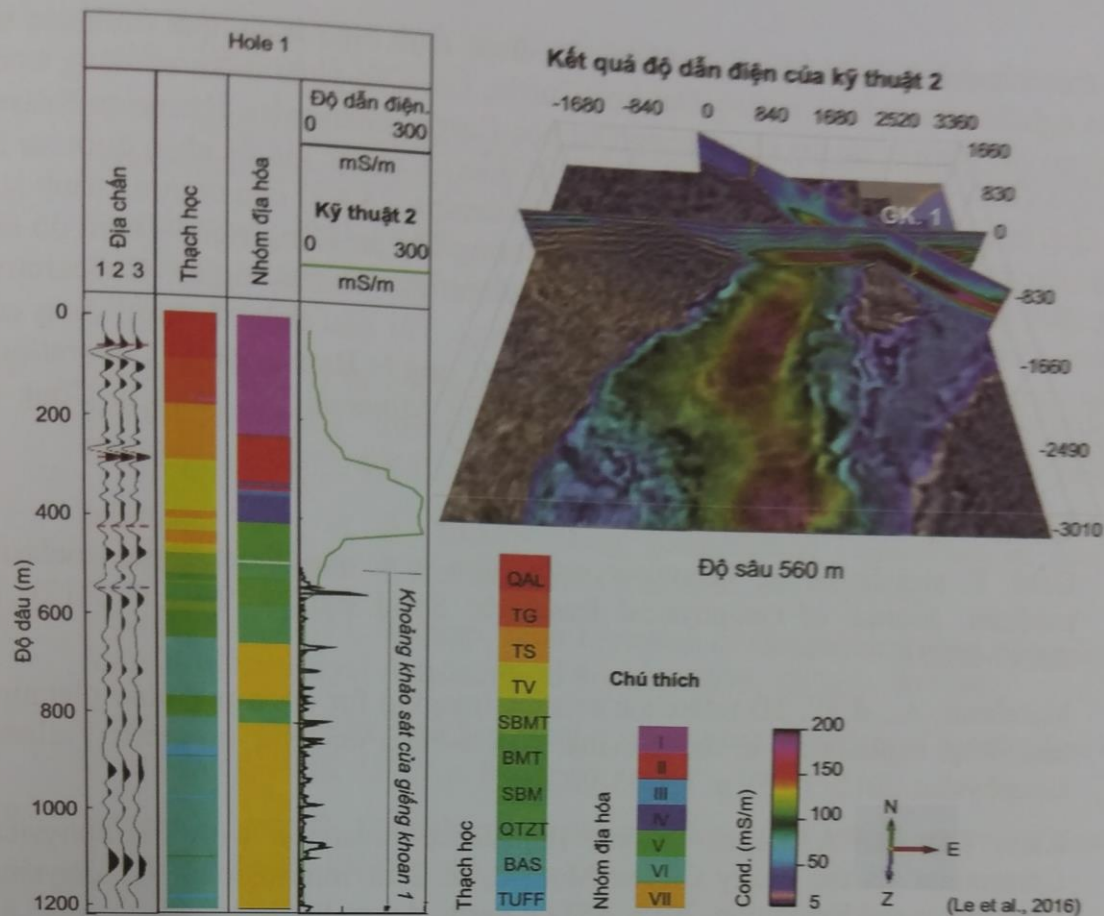 Hole 1
Địa chấn
1 2 3
Thạch học
Nhóm địa hóa
Độ dẫn điện.
0 300
mS/m
Kỹ thuật 2
0 300
mS/m
Độ dâu (m)
0
200
400
600
800
1000
1200
Khoảng khảo sát của giếng khoan 1
Kết quả độ dẫn điện của kỹ thuật 2
-1680 -840 0 840 1680 2520 3360
1660
830
0
-830
-1660
-2490
-3010
GK. 1
Độ sâu 560 m
Thạch học
QAL
TG
TS
TV
SBMT
BMT
SBM
QTZT
BAS
TUFF
Chú thích
Nhóm địa hóa
I
II
III
IV
V
VI
VII
Cond. (mS/m)
200
150
100
50
5
N
E
Z
(Le et al., 2016)